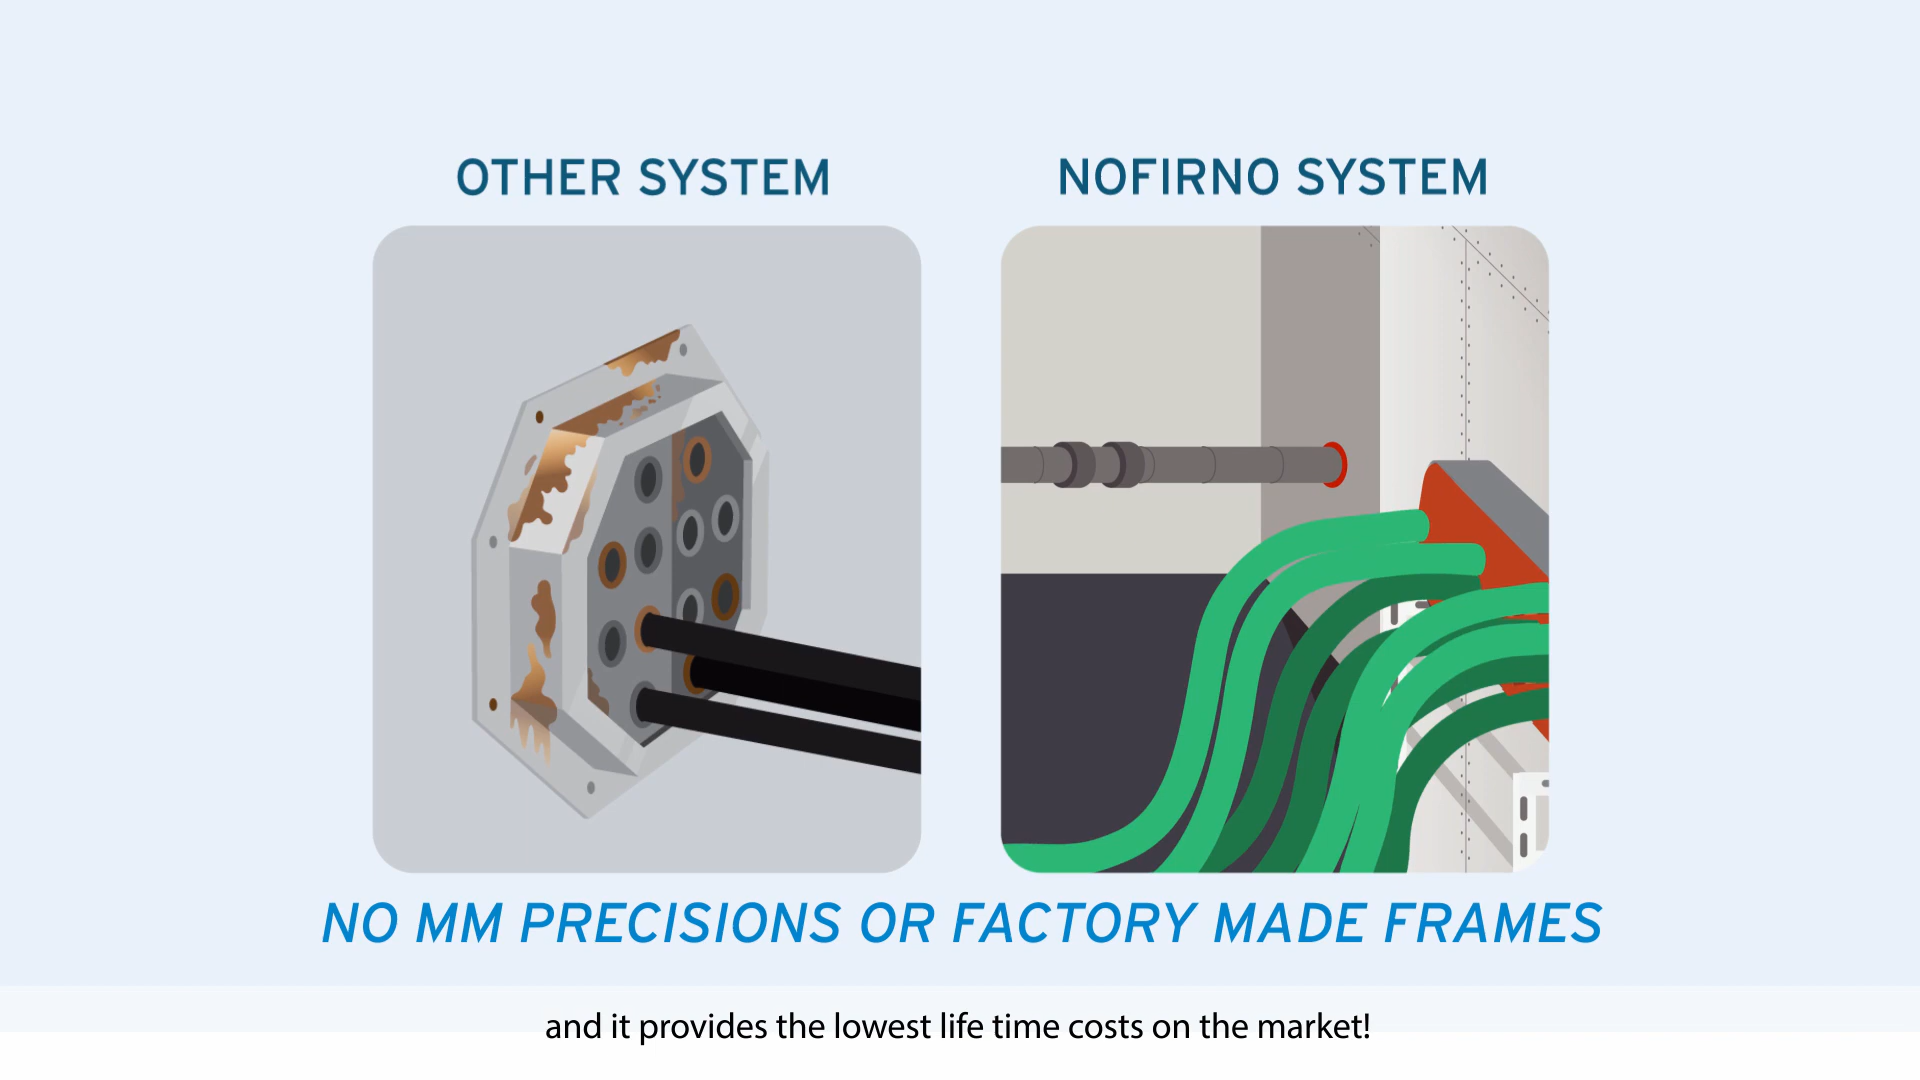 OTHER SYSTEM
NOFIRNO SYSTEM
NO MM PRECISIONS OR FACTORY MADE FRAMES
and it provides the lowest life time costs on the market!